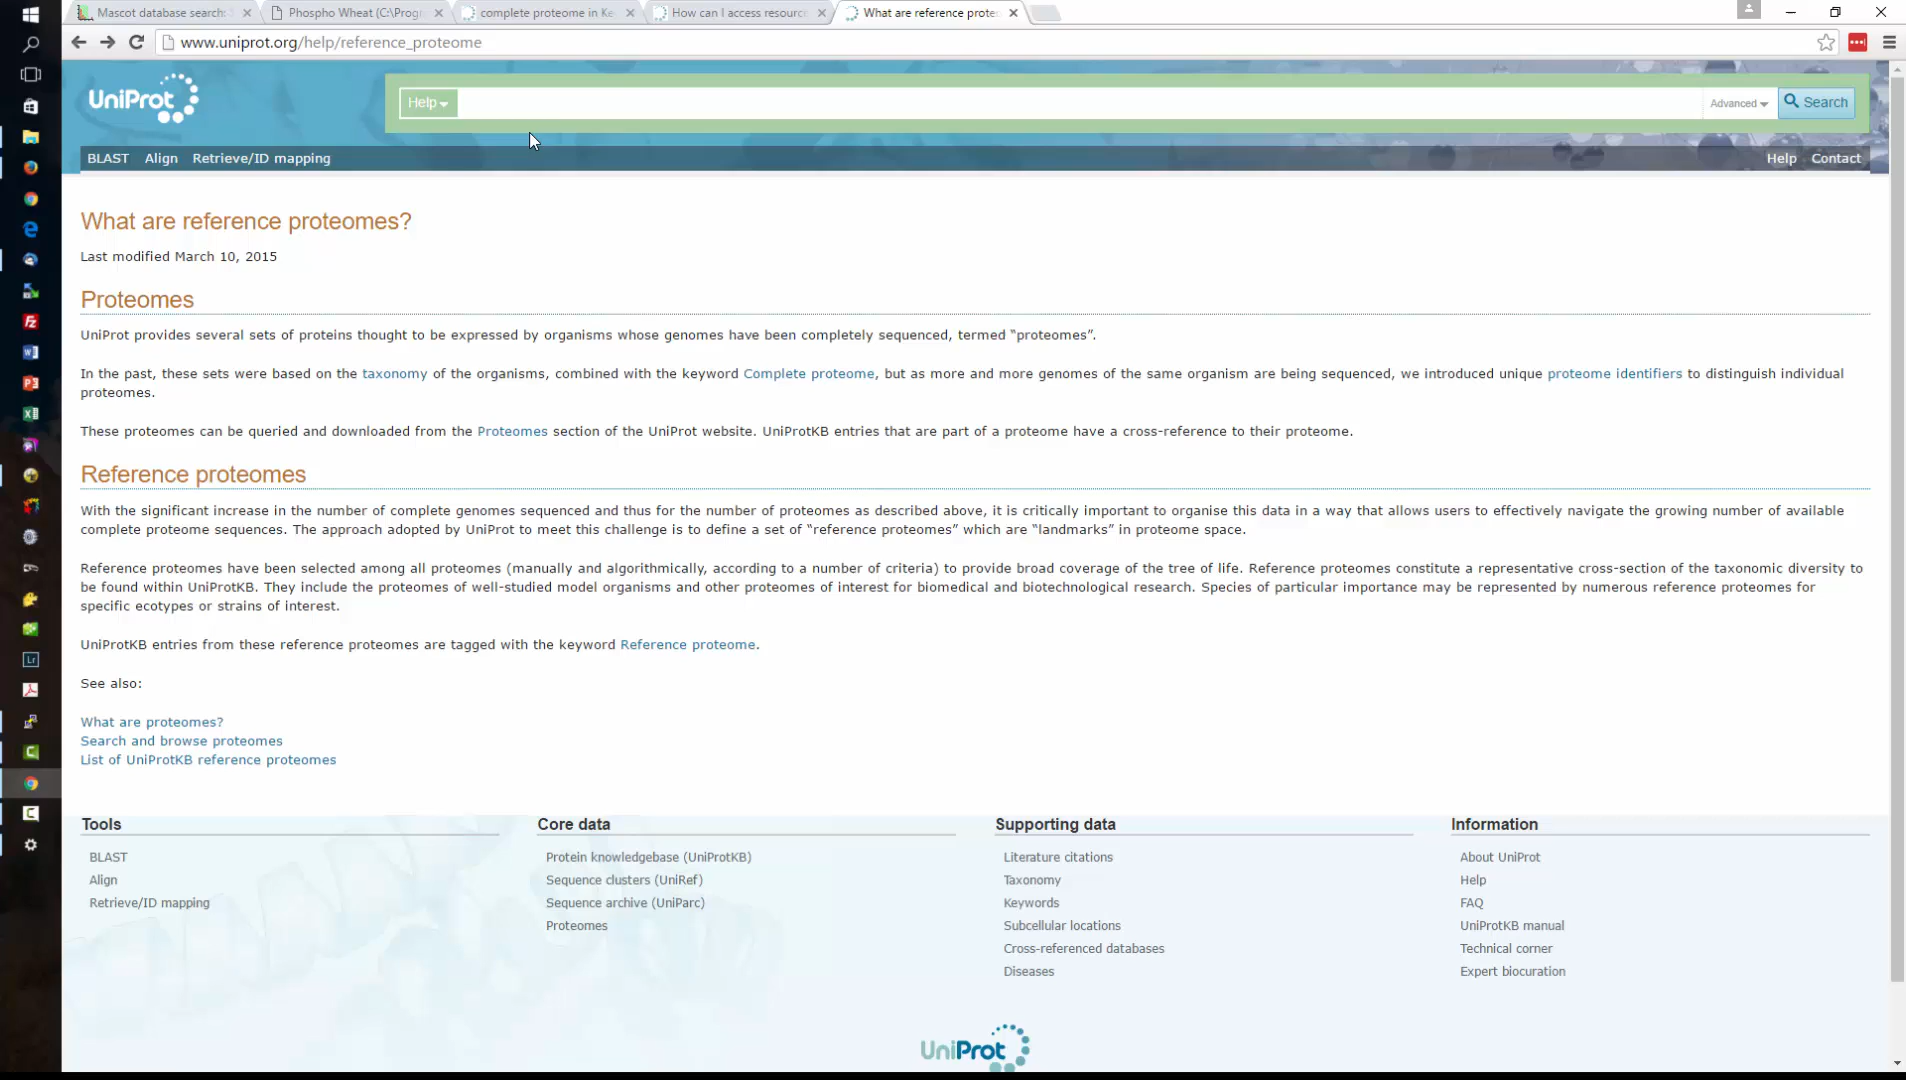 Mascot database search:
Phospho Wheat (C:\Progr
complete proteome in Ke
How can I access resourc
What are reference prote
www.uniprot.org/help/reference_proteome
UniProt
Help
Advanced
Search
BLAST Align Retrieve/ID mapping
Help Contact
What are reference proteomes?
Last modified March 10, 2015
Proteomes
UniProt provides several sets of proteins thought to be expressed by organisms whose genomes have been completely sequenced, termed “proteomes”.
In the past, these sets were based on the taxonomy of the organisms, combined with the keyword Complete proteome, but as more and more genomes of the same organism are being sequenced, we introduced unique proteome identifiers to distinguish individual
proteomes.
These proteomes can be queried and downloaded from the Proteomes section of the UniProt website. UniProtKB entries that are part of a proteome have a cross-reference to their proteome.
Reference proteomes
With the significant increase in the number of complete genomes sequenced and thus for the number of proteomes as described above, it is critically important to organise this data in a way that allows users to effectively navigate the growing number of available
complete proteome sequences. The approach adopted by UniProt to meet this challenge is to define a set of “reference proteomes” which are “landmarks” in proteome space.
Reference proteomes have been selected among all proteomes (manually and algorithmically, according to a number of criteria) to provide broad coverage of the tree of life. Reference proteomes constitute a representative cross-section of the taxonomic diversity to
be found within UniProtKB. They include the proteomes of well-studied model organisms and other proteomes of interest for biomedical and biotechnological research. Species of particular importance may be represented by numerous reference proteomes for
specific ecotypes or strains of interest.
UniProtKB entries from these reference proteomes are tagged with the keyword Reference proteome.
See also:
What are proteomes?
Search and browse proteomes
List of UniProtKB reference proteomes
Tools
BLAST
Align
Retrieve/ID mapping
Core data
Protein knowledgebase (UniProtKB)
Sequence clusters (UniRef)
Sequence archive (UniParc)
Proteomes
Supporting data
Literature citations
Taxonomy
Keywords
Subcellular locations
Cross-referenced databases
Diseases
Information
About UniProt
Help
FAQ
UniProtKB manual
Technical corner
Expert biocuration
UniProt